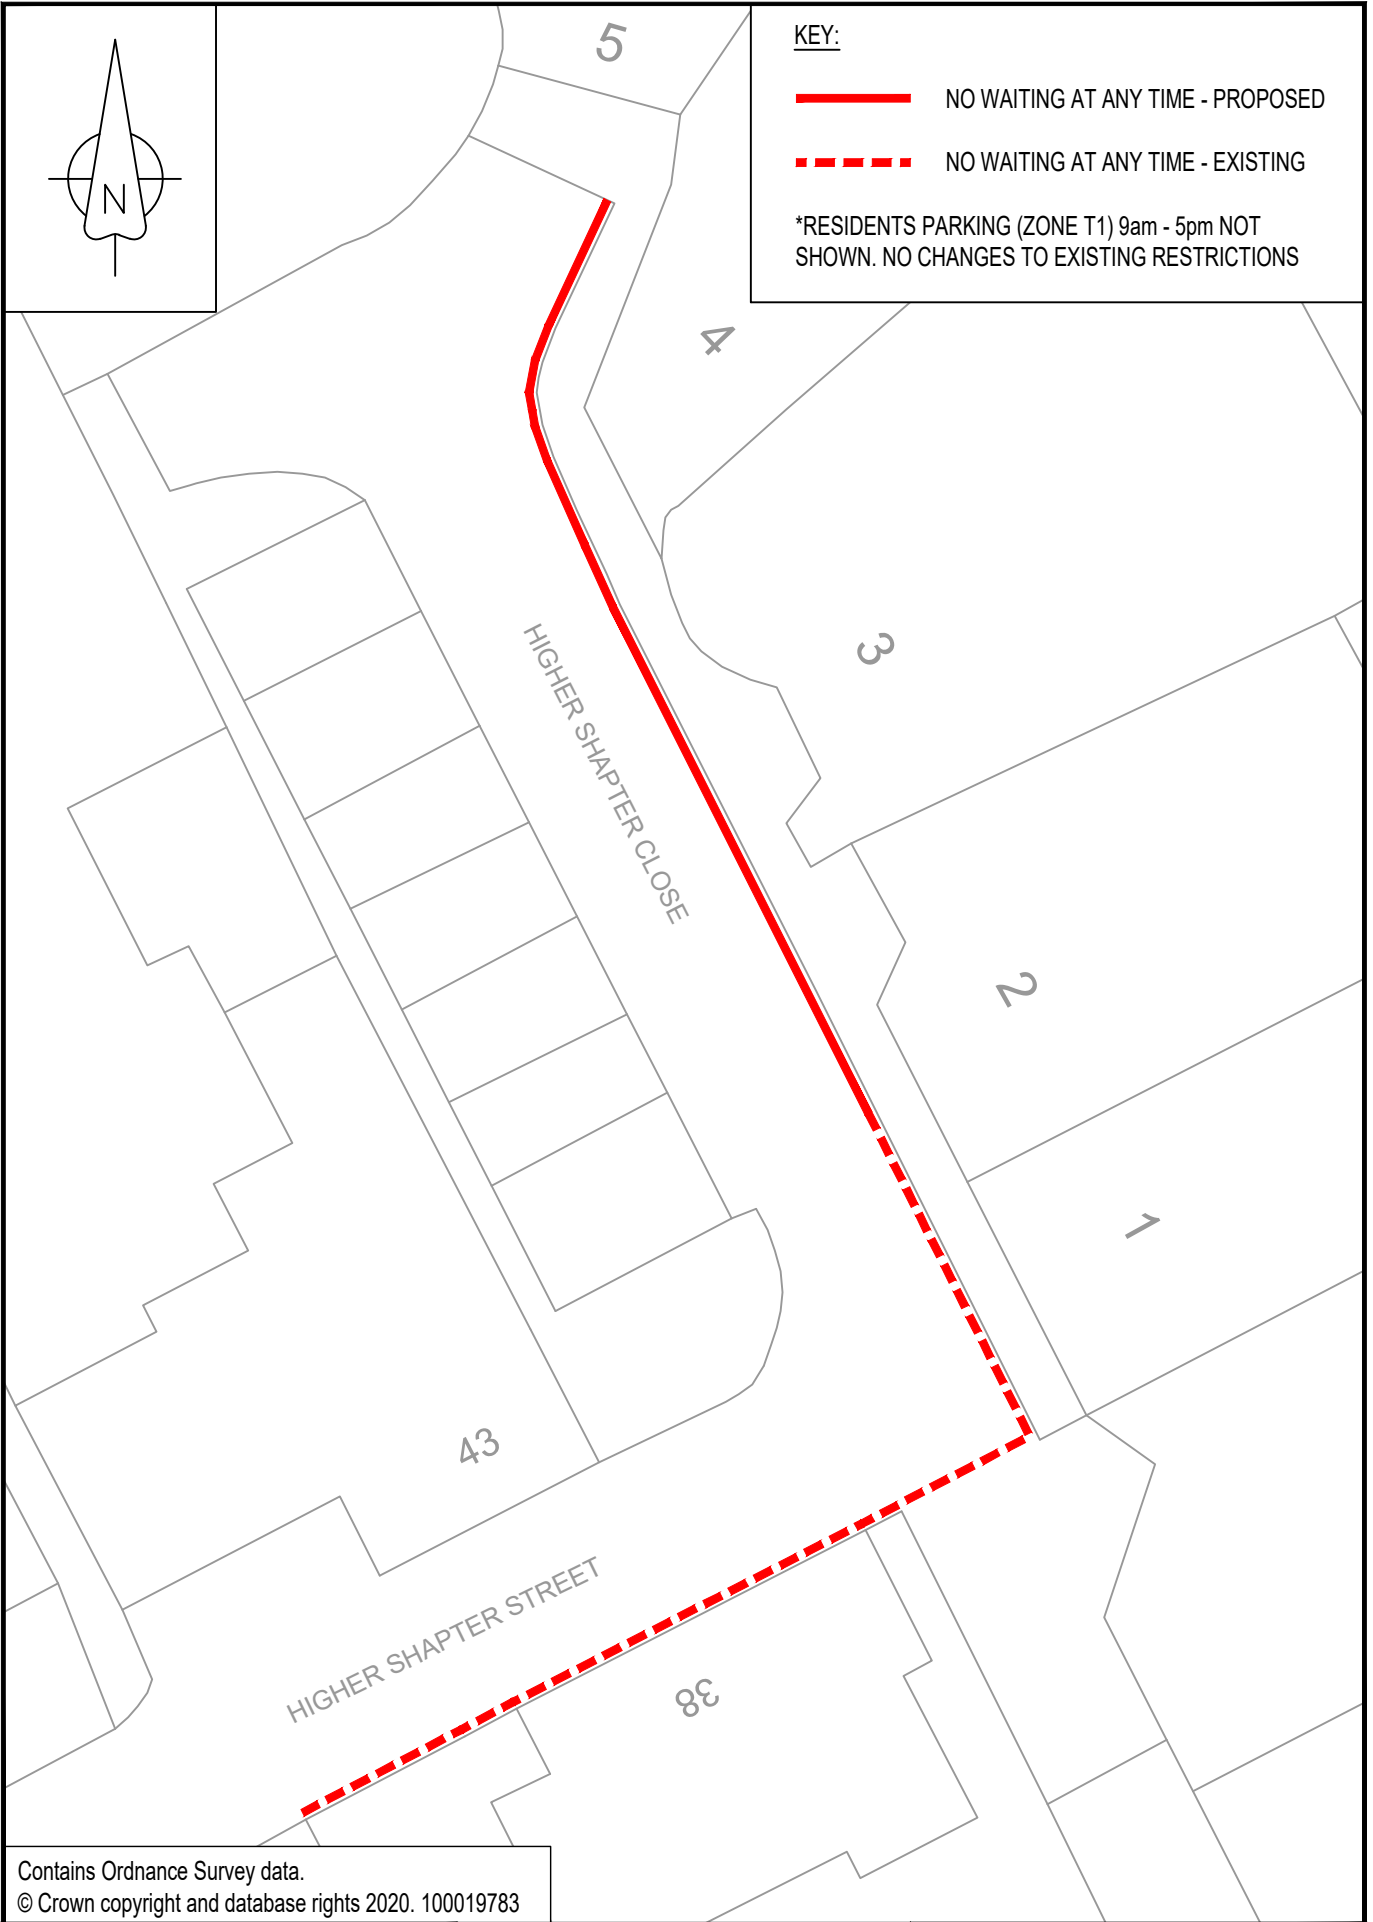 N
5
KEY:
NO WAITING AT ANY TIME - PROPOSED
NO WAITING AT ANY TIME - EXISTING
*RESIDENTS PARKING (ZONE T1) 9am - 5pm NOT
SHOWN. NO CHANGES TO EXISTING RESTRICTIONS
4
3
HIGHER SHAPTER CLOSE
2
1
43
HIGHER SHAPTER STREET
38
Contains Ordnance Survey data.
© Crown copyright and database rights 2020. 100019783